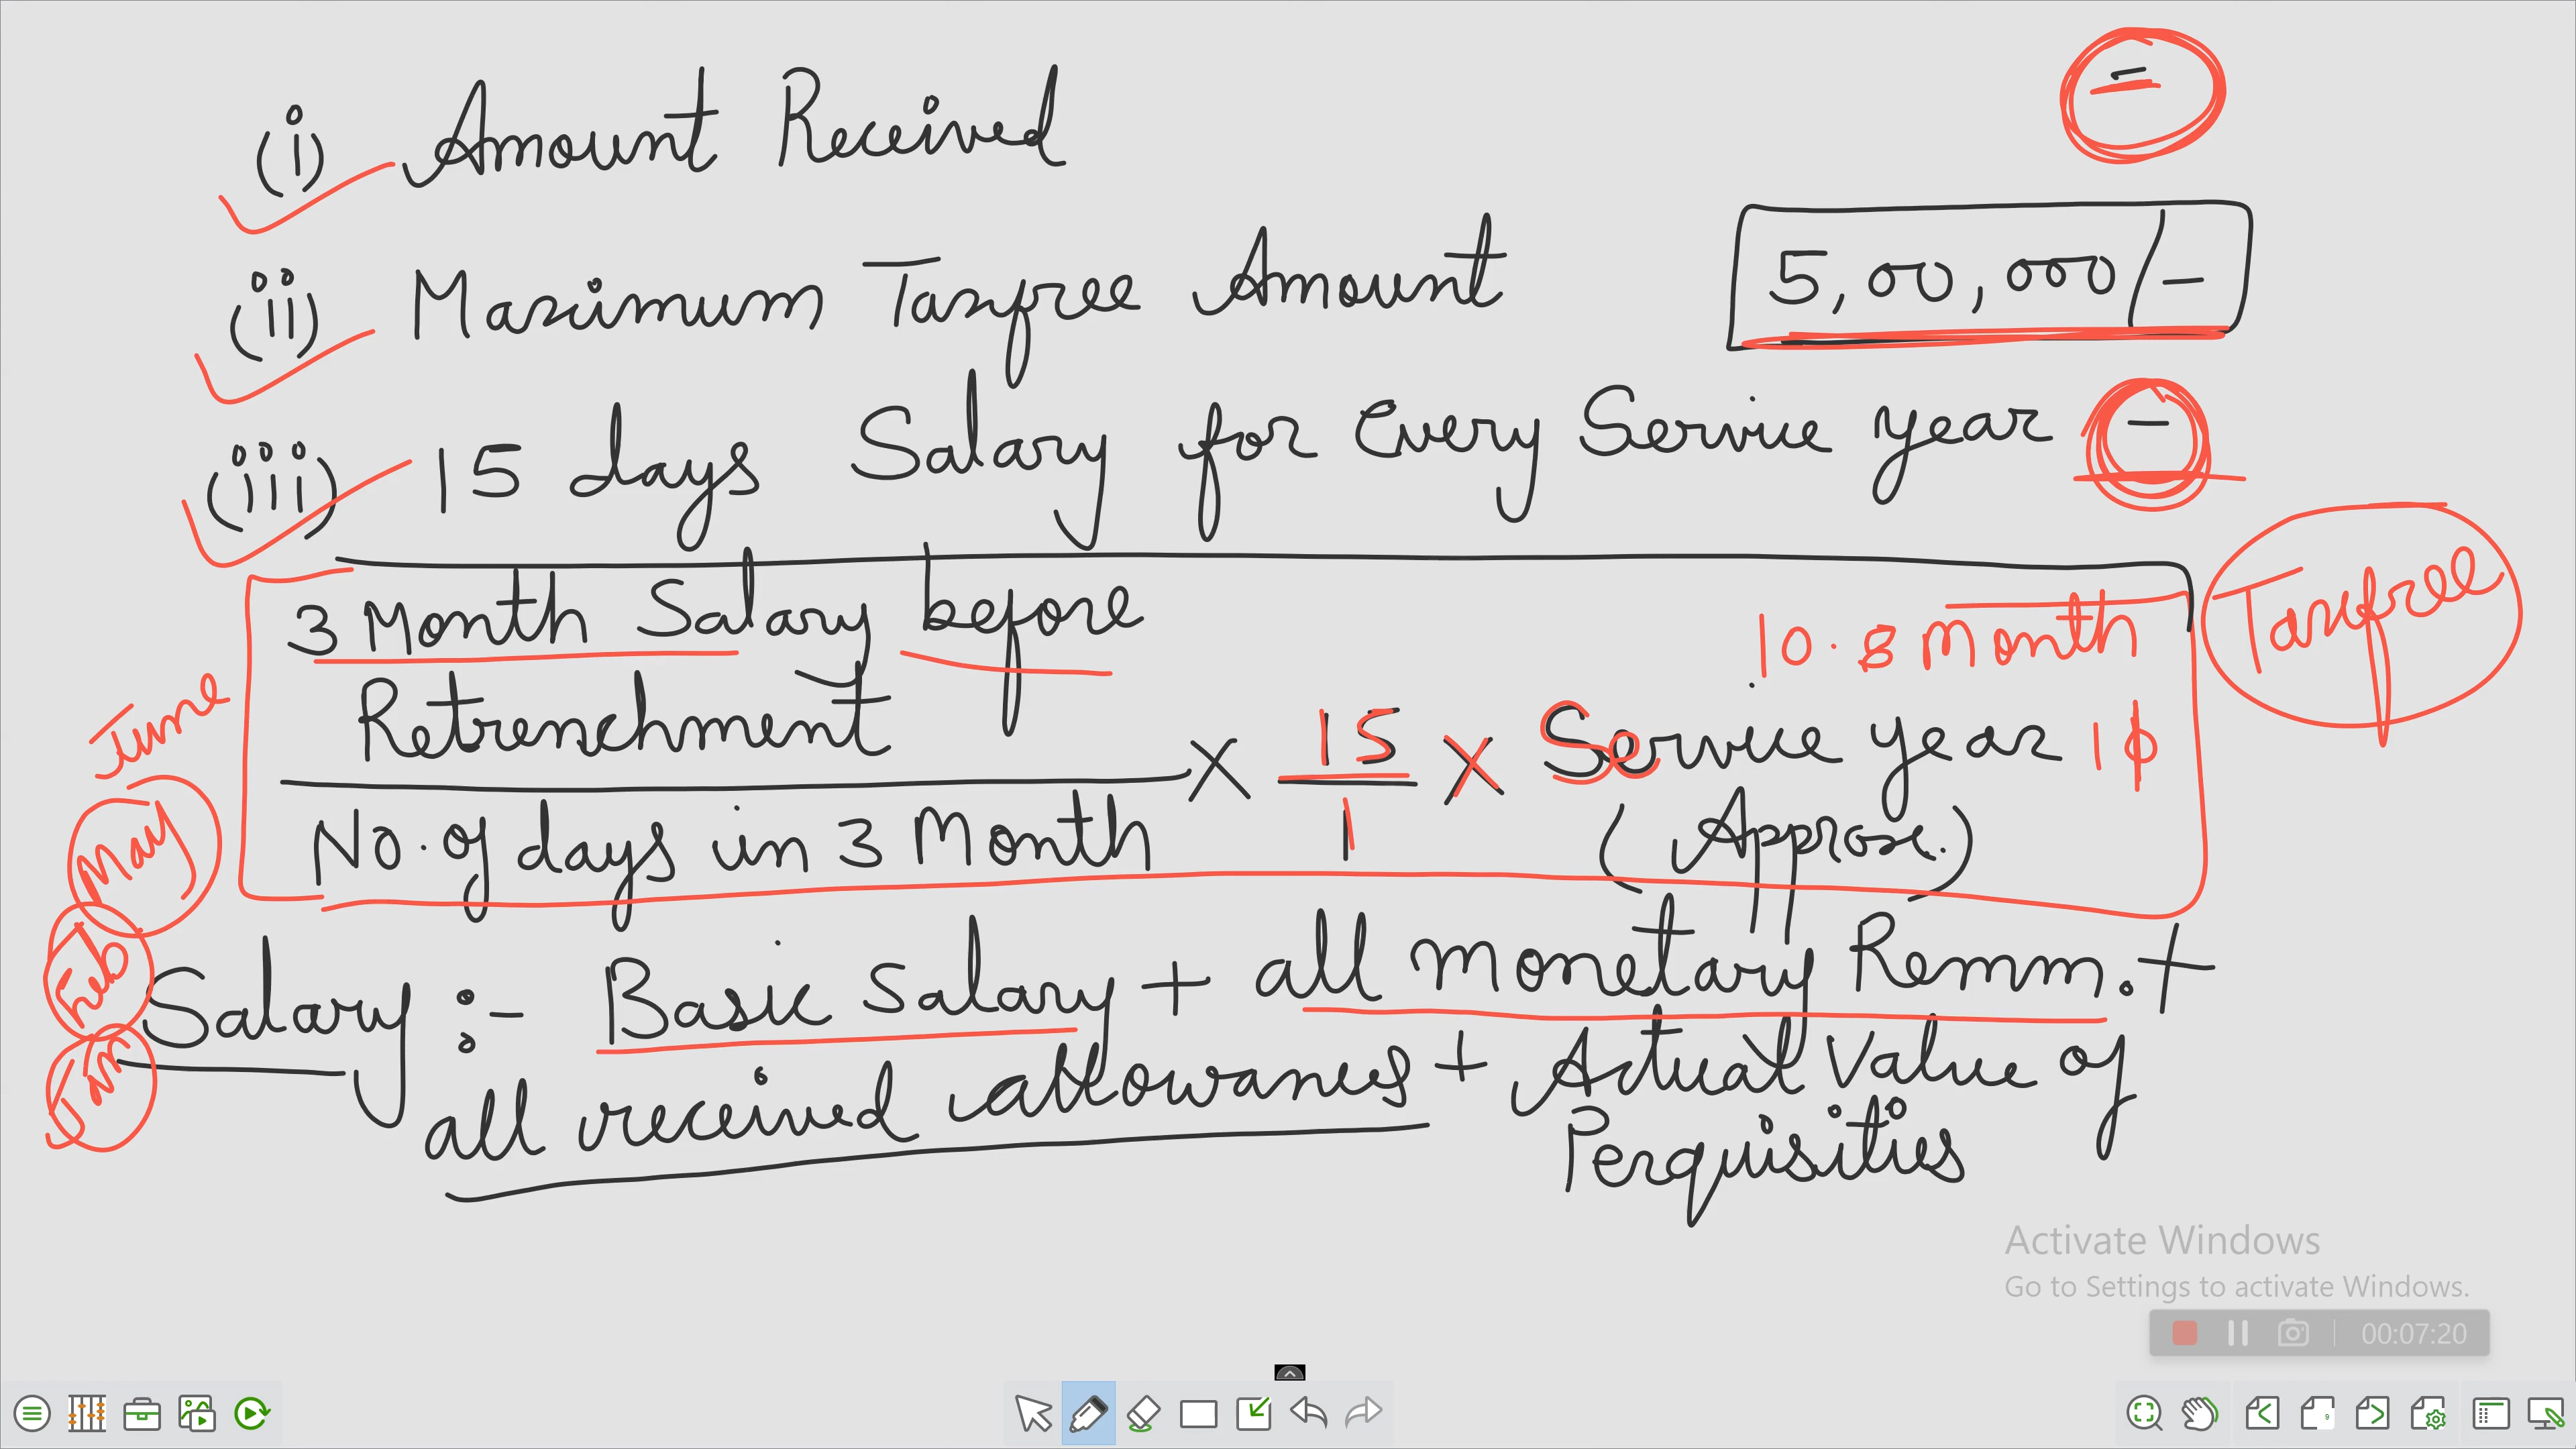 (i) Amount Received –
(ii) Maximum Taxfree Amount 5,00,000/-
(iii) 15 days Salary for Every Service year –
Taxfree
3 Month Salary before
Retrenchment
No. of days in 3 Month
× 15/1 × Service year
(Approx.)
10.8 Month
June
May
Feb
Jan
Salary :- Basic Salary + all monetary Remm. +
all received allowances + Actual Value of
Perquisities
Activate Windows
Go to Settings to activate Windows.
00:07:20